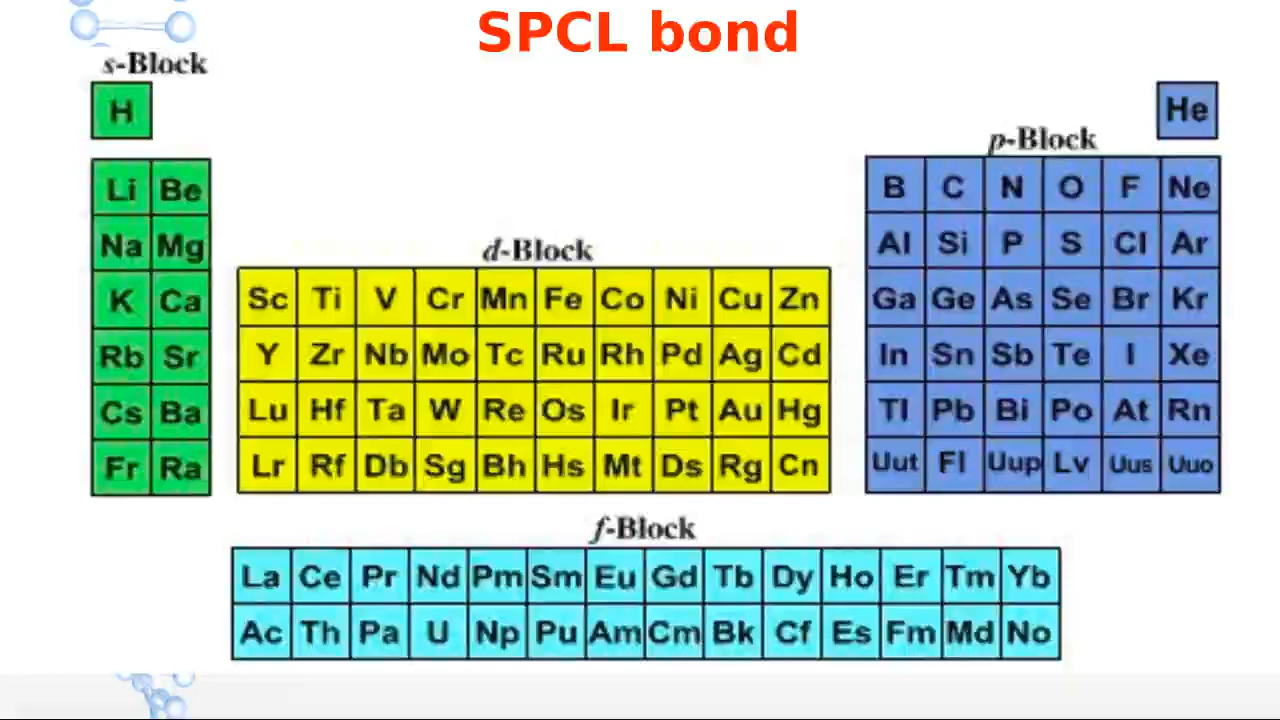 SPCL bond
s-Block
H He
p-Block
Li Be B C N O F Ne
Na Mg Al Si P S Cl Ar
d-Block
K Ca Sc Ti V Cr Mn Fe Co Ni Cu Zn Ga Ge As Se Br Kr
Rb Sr Y Zr Nb Mo Tc Ru Rh Pd Ag Cd In Sn Sb Te I Xe
Cs Ba Lu Hf Ta W Re Os Ir Pt Au Hg Tl Pb Bi Po At Rn
Fr Ra Lr Rf Db Sg Bh Hs Mt Ds Rg Cn Uut Fl Uup Lv Uus Uuo
f-Block
La Ce Pr Nd Pm Sm Eu Gd Tb Dy Ho Er Tm Yb
Ac Th Pa U Np Pu Am Cm Bk Cf Es Fm Md No